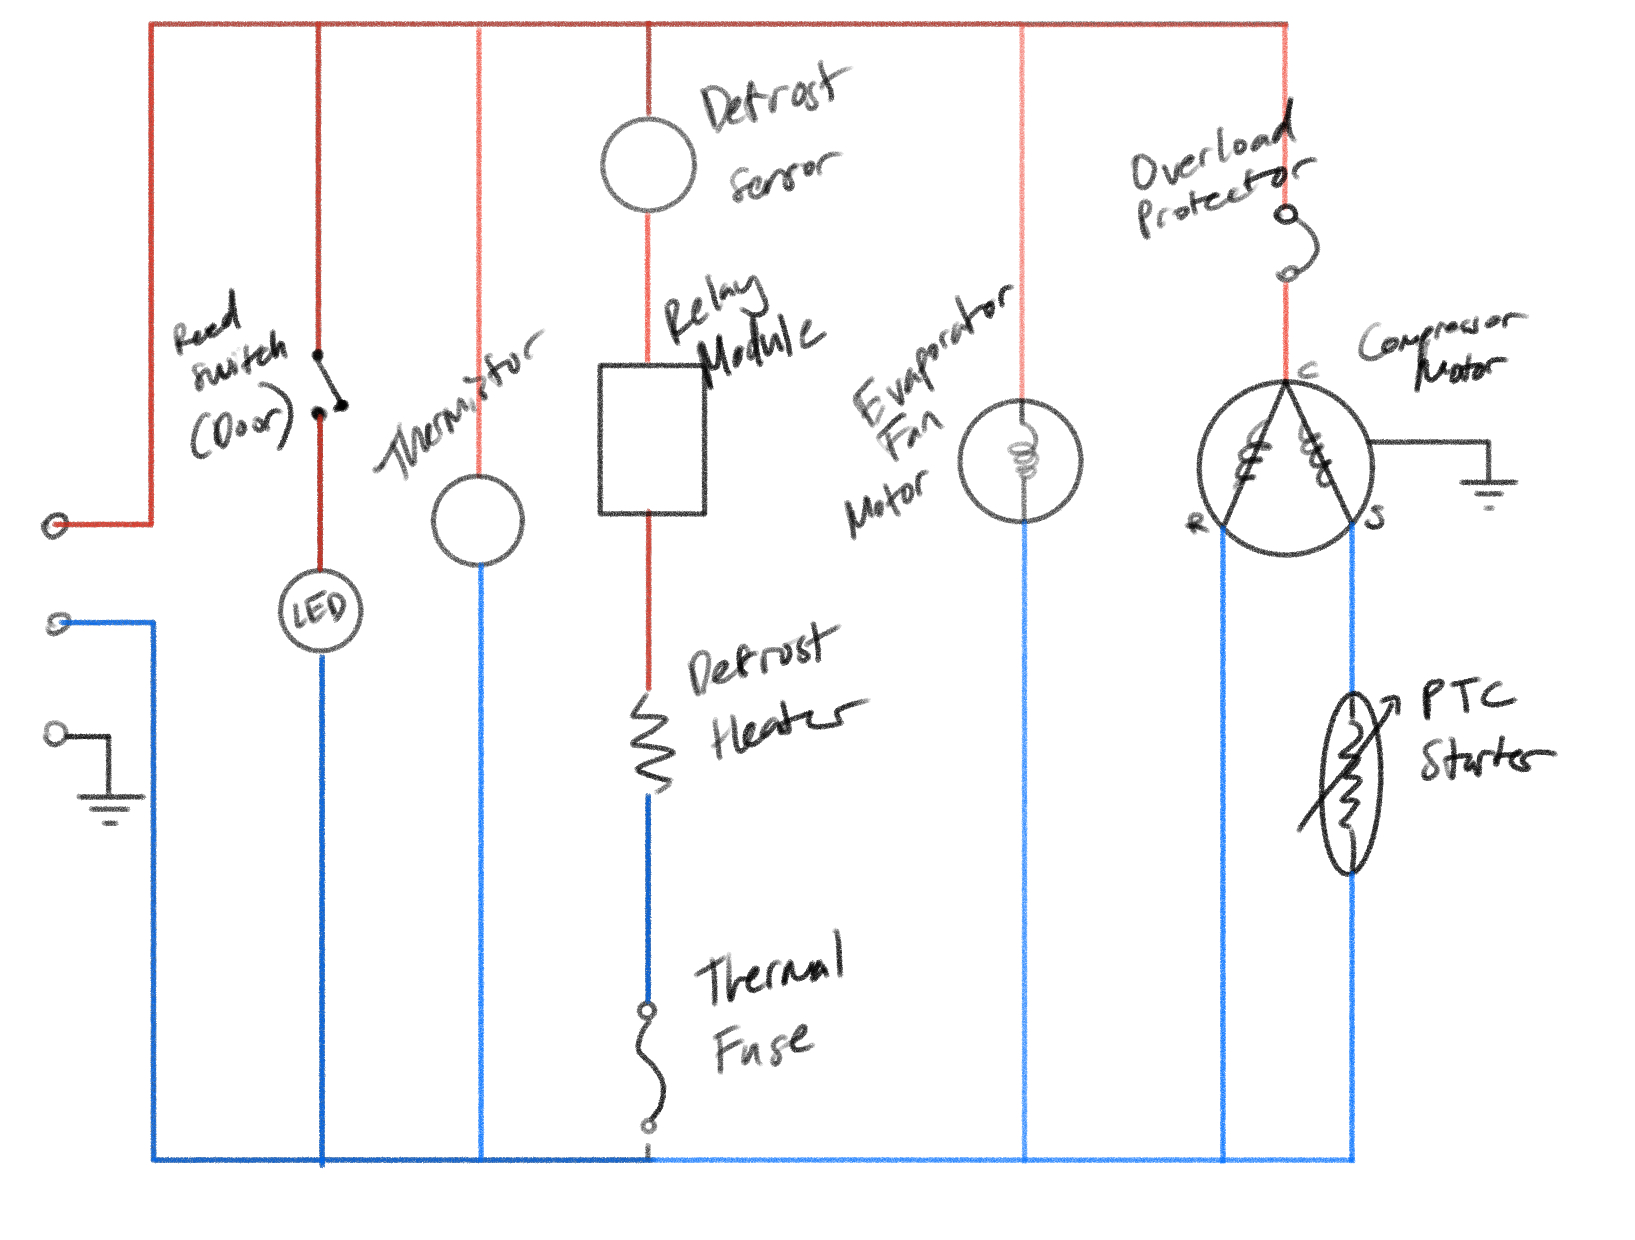 Defrost
Sensor
Overload
Protector
Reed
Switch
(Door)
Thermistor
Relay
Module
Evaporator
Fan
Motor
Compressor
Motor
C
R
S
LED
Defrost
Heater
PTC
Starter
Thermal
Fuse